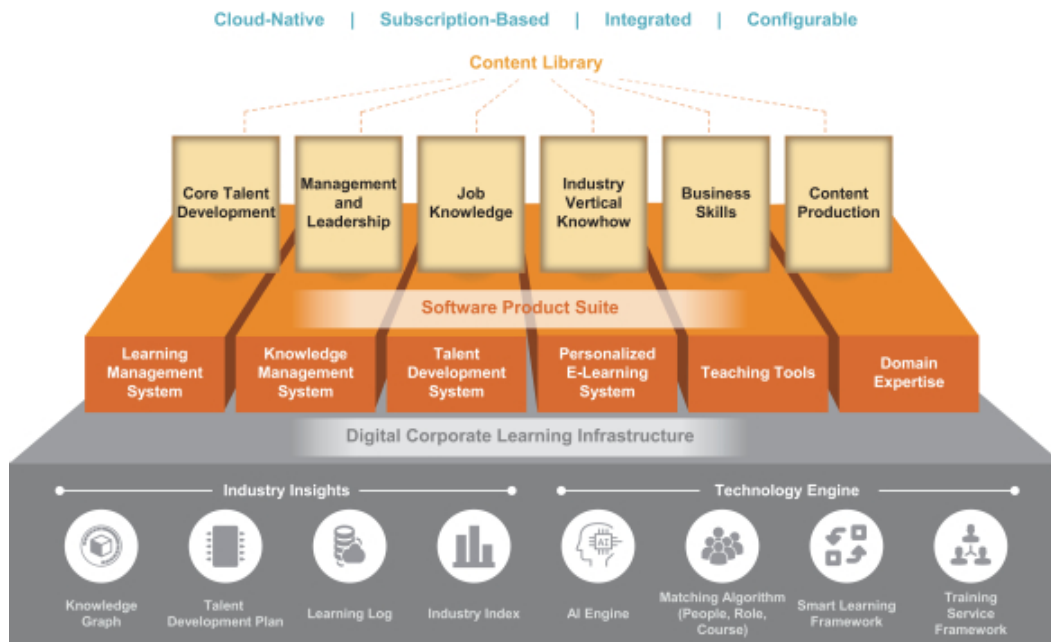 Cloud-Native | Subscription-Based | Integrated | Configurable
Content Library
Core Talent
Development
Management
and
Leadership
Job
Knowledge
Industry
Vertical
Knowhow
Business
Skills
Content
Production
Software Product Suite
Learning
Management
System
Knowledge
Management
System
Talent
Development
System
Personalized
E-Learning
System
Teaching Tools
Domain
Expertise
Digital Corporate Learning Infrastructure
Industry Insights
Technology Engine
Knowledge
Graph
Talent
Development Plan
Learning Log
Industry Index
AI
AI Engine
Matching Algorithm
(People, Role,
Course)
Smart Learning
Framework
Training
Service
Framework